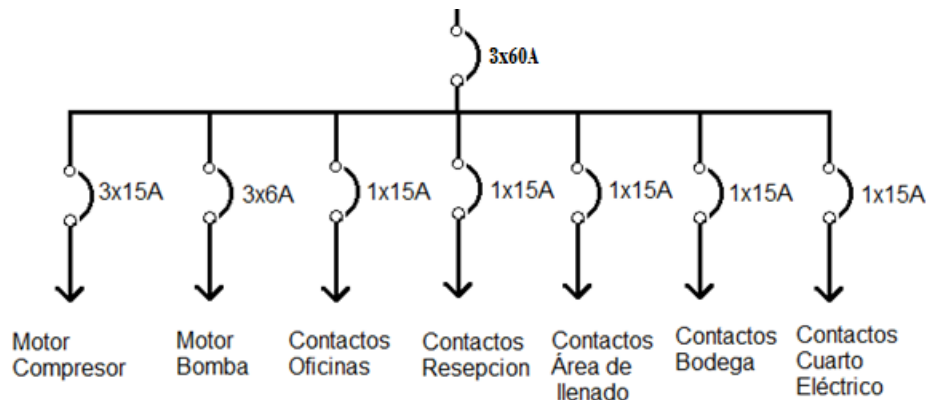 3x60A
3x15A
3x6A
1x15A
1x15A
1x15A
1x15A
1x15A
Motor
Compresor
Motor
Bomba
Contactos
Oficinas
Contactos
Resepcion
Contactos
Área de
llenado
Contactos
Bodega
Contactos
Cuarto
Eléctrico